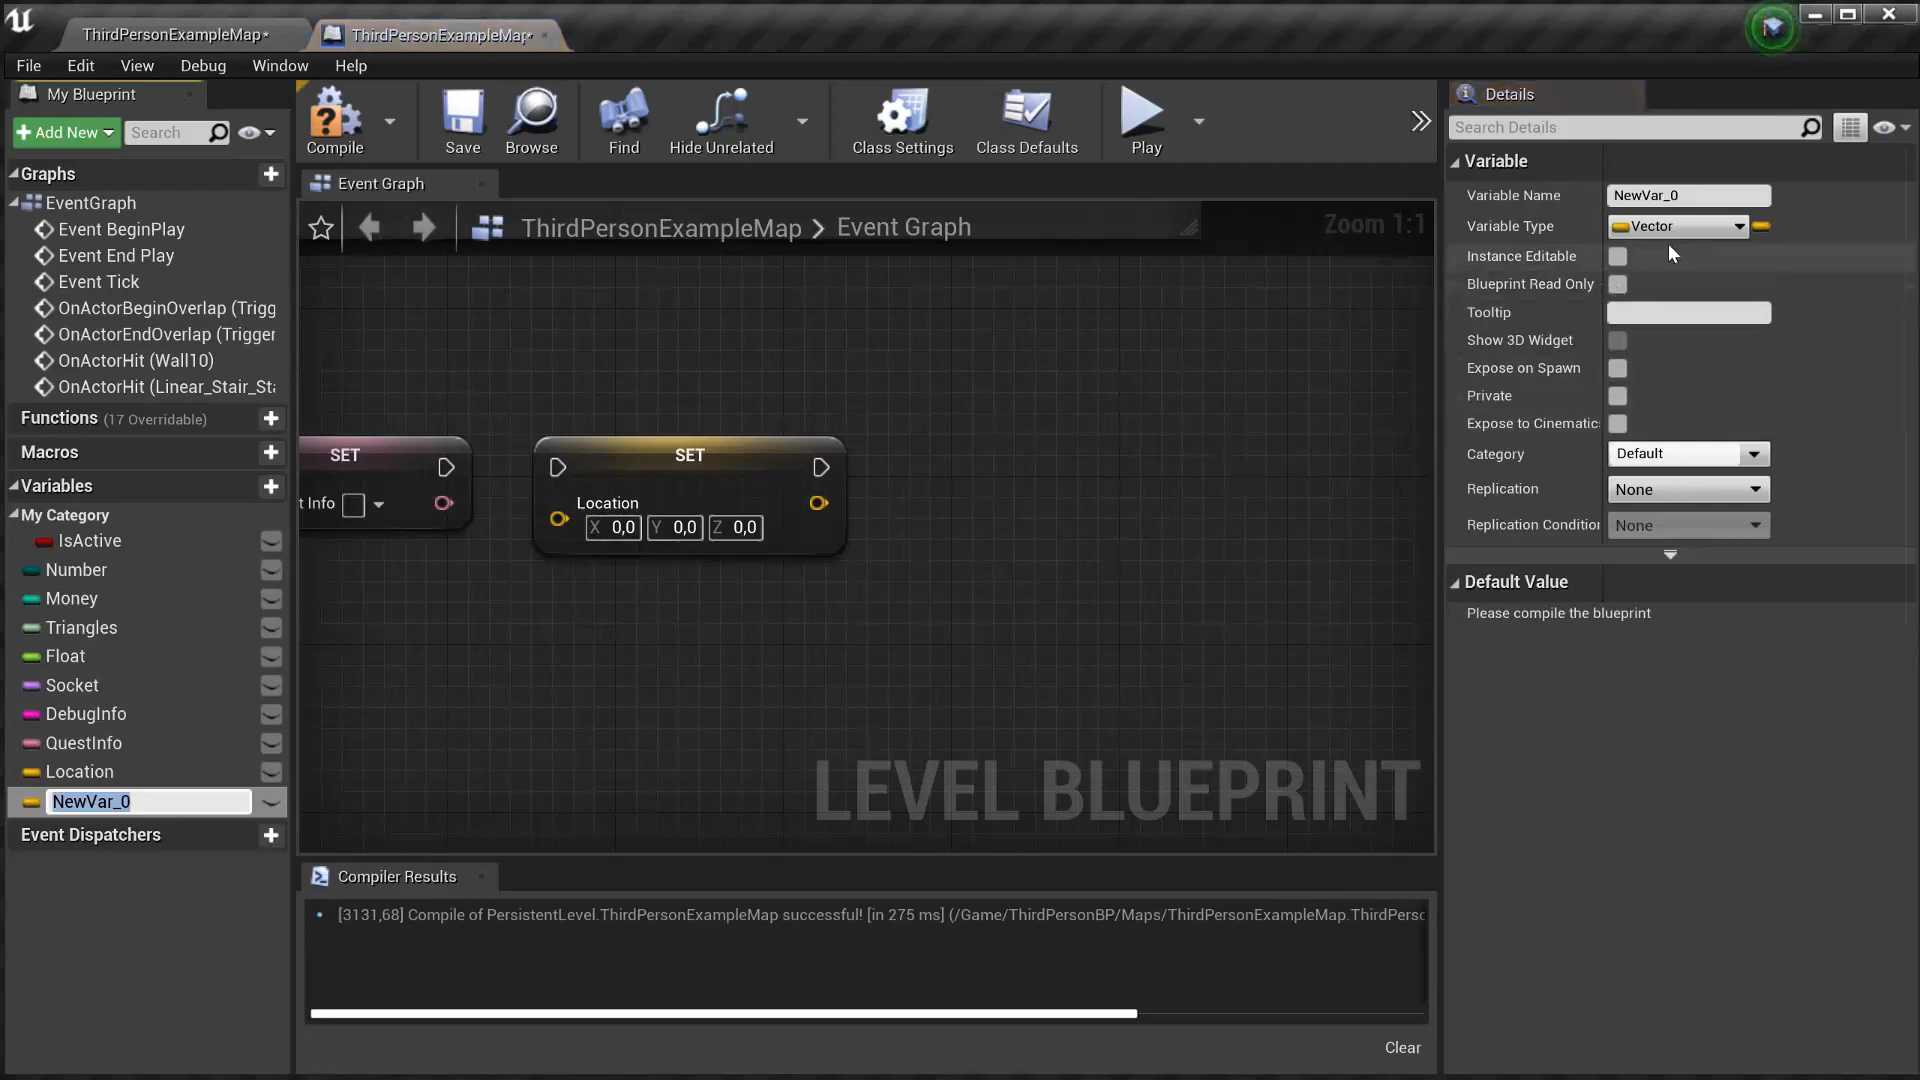 ThirdPersonExampleMap*
ThirdPersonExampleMap*
File Edit View Debug Window Help
My Blueprint
Add New
Search
Compile
Save
Browse
Find
Hide Unrelated
Class Settings
Class Defaults
Play
Graphs
EventGraph
Event BeginPlay
Event End Play
Event Tick
OnActorBeginOverlap (Trigg
OnActorEndOverlap (Trigger
OnActorHit (Wall10)
OnActorHit (Linear_Stair_Sta
Functions (17 Overridable)
Macros
Variables
My Category
IsActive
Number
Money
Triangles
Float
Socket
DebugInfo
QuestInfo
Location
NewVar_0
Event Dispatchers
Event Graph
ThirdPersonExampleMap > Event Graph
Zoom 1:1
SET
t Info
SET
Location
X 0,0 Y 0,0 Z 0,0
LEVEL BLUEPRINT
Compiler Results
[3131,68] Compile of PersistentLevel.ThirdPersonExampleMap successful! [in 275 ms] (/Game/ThirdPersonBP/Maps/ThirdPersonExampleMap.ThirdPerso
Clear
Details
Search Details
Variable
Variable Name NewVar_0
Variable Type Vector
Instance Editable
Blueprint Read Only
Tooltip
Show 3D Widget
Expose on Spawn
Private
Expose to Cinematic
Category Default
Replication None
Replication Conditio None
Default Value
Please compile the blueprint